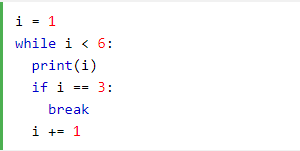 i = 1
while i < 6:
  print(i)
  if i == 3:
    break
  i += 1